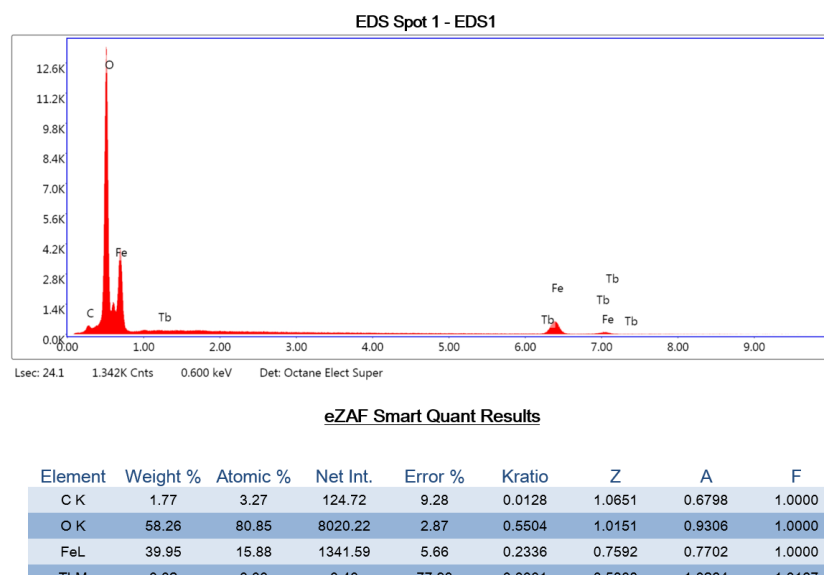 EDS Spot 1 - EDS1
12.6K
O
11.2K
9.8K
8.4K
7.0K
5.6K
4.2K
Fe
2.8K
Tb
Fe
Tb
1.4K
C
Tb
Tb
Fe
Tb
0.0K
0.00 1.00 2.00 3.00 4.00 5.00 6.00 7.00 8.00 9.00
Lsec: 24.1 1.342K Cnts 0.600 keV Det: Octane Elect Super
eZAF Smart Quant Results
Element Weight % Atomic % Net Int. Error % Kratio Z A F
C K 1.77 3.27 124.72 9.28 0.0128 1.0651 0.6798 1.0000
O K 58.26 80.85 8020.22 2.87 0.5504 1.0151 0.9306 1.0000
FeL 39.95 15.88 1341.59 5.66 0.2336 0.7592 0.7702 1.0000